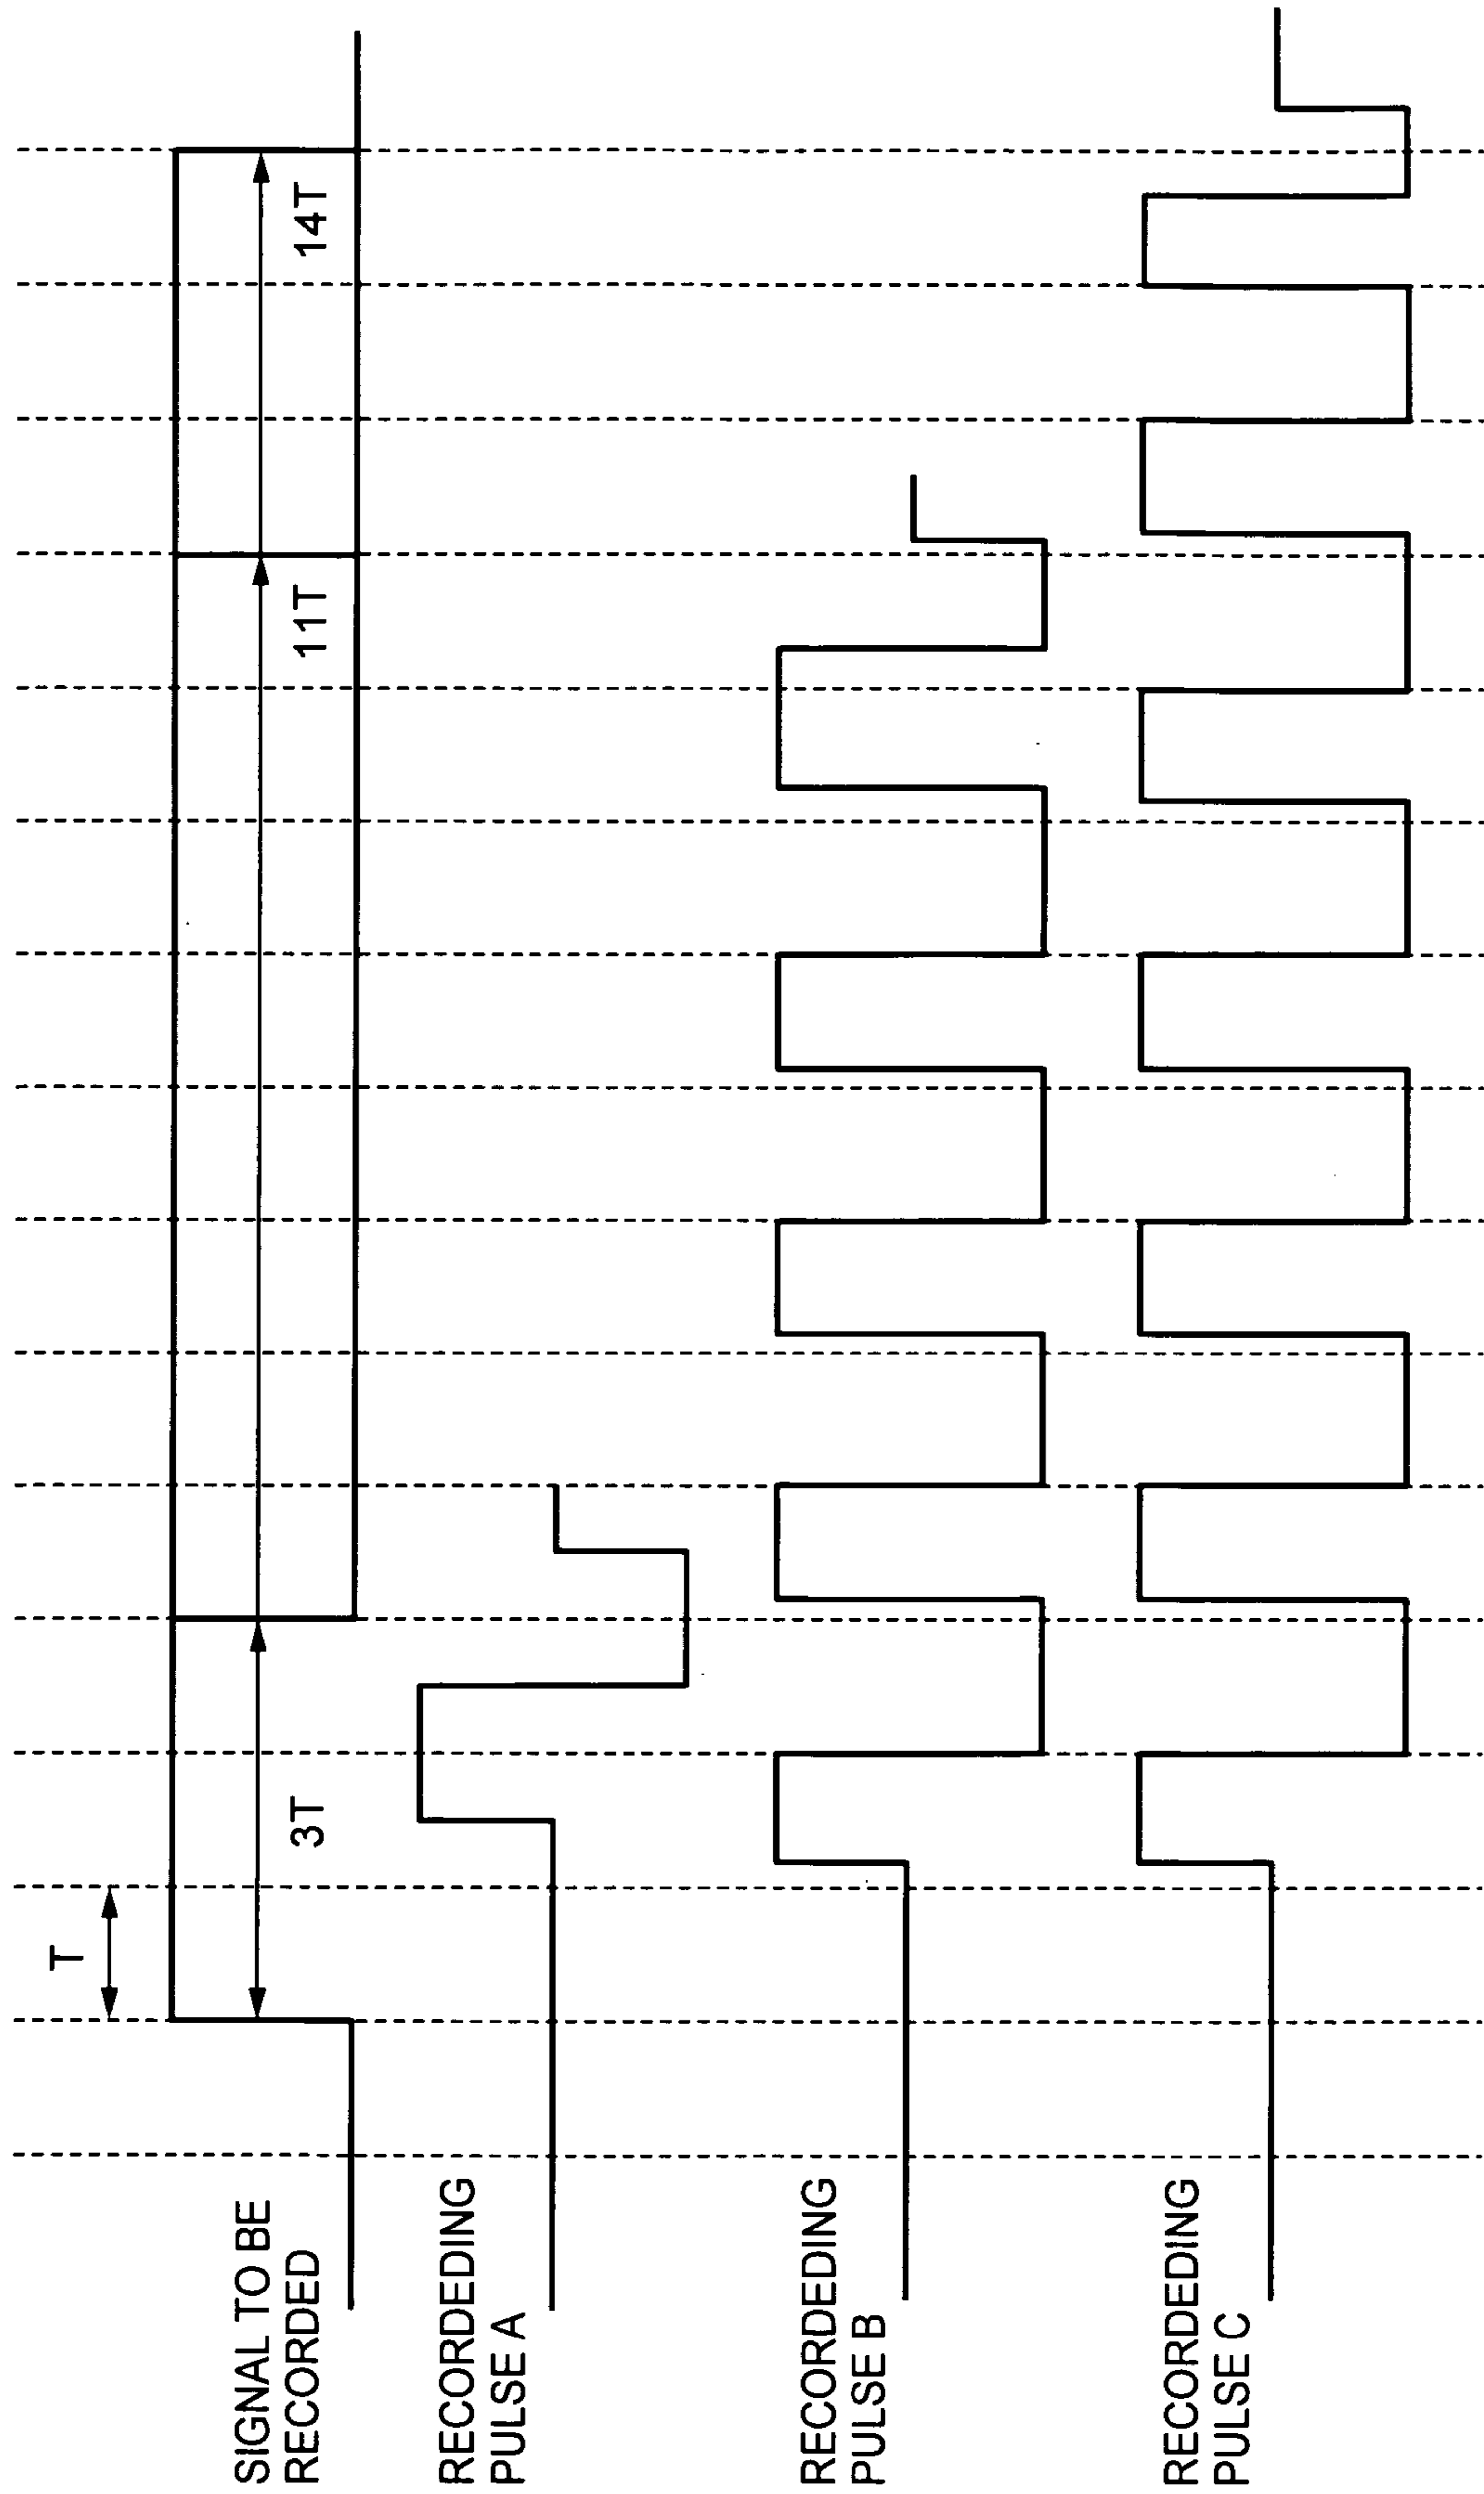 T
3T
11T
14T
SIGNAL TO BE
RECORDED
RECORDEDING
PULSE A
RECORDEDING
PULSE B
RECORDEDING
PULSE C